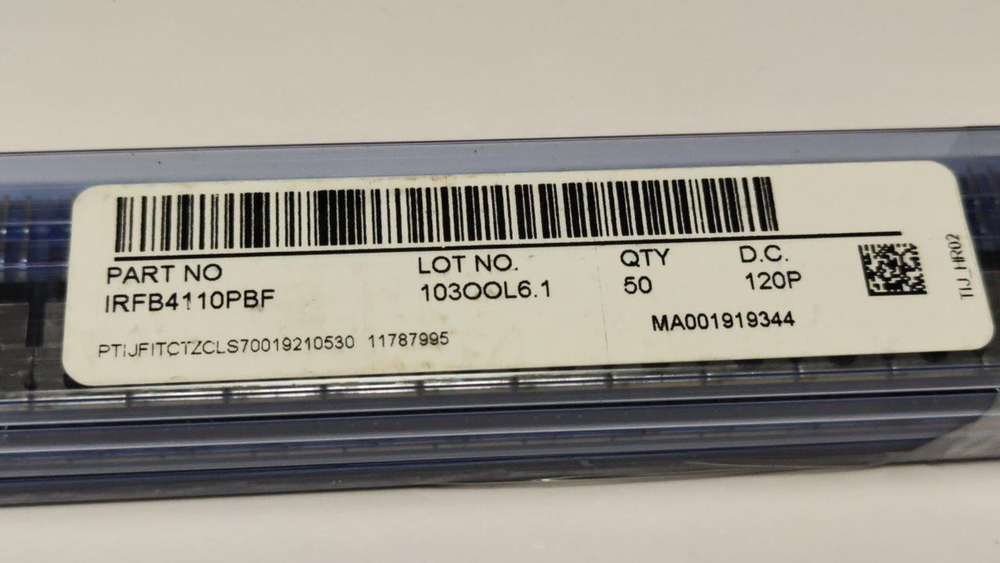 PART NO
IRFB4110PBF
LOT NO.
103OOL6.1
QTY
50
D.C.
120P
MA001919344
PTIJFITCTZCLS70019210530 11787995
TIJ_HR02